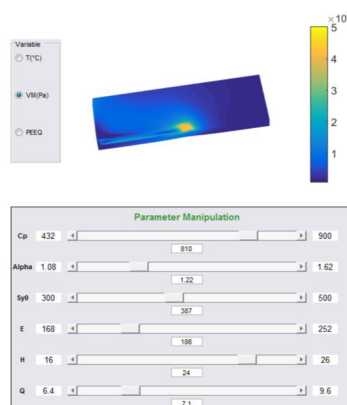 ×10
Variable
T(°C)
VM(Pa)
PEEQ
5
4
3
2
1
Parameter Manipulation
Cp 432 900
810
Alpha 1.08 1.62
1.22
Sy0 300 500
387
E 168 252
186
H 16 26
24
Q 6.4 9.6
7.1